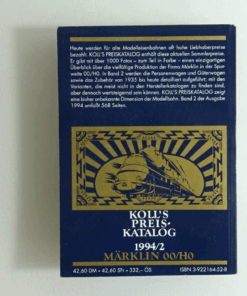 Heute werden für alte Modelleisenbahnen oft hohe Liebhaberpreise
bezahlt. KOLL'S PREISKATALOG enthält diese aktuellen Sammlerpreise.
Er gibt mit über 1000 Fotos – zum Teil in Farbe – einen einzigartigen
Überblick über die vielfältige Produktion der Firma Märklin in der Spur
weite 00/H0. In Band 2 werden die Personenwagen und Güterwagen
sowie das Zubehör von 1935 bis heute detailliert aufgeführt: mit den
Varianten, die meist nicht in den Herstellerkatalogen zu finden sind,
aber dennoch wertsteigernd sein können. KOLL'S PREISKATALOG zeigt
eine bisher unbekannte Dimension der Modellbahn. Band 2 der Ausgabe
1994 umfaßt 568 Seiten.
KOLL'S
PREIS-
KATALOG
1994/2
MÄRKLIN 00/H0
42,60 DM • 42,60 SFr • 332,– ÖS
ISBN 3-922164-52-8